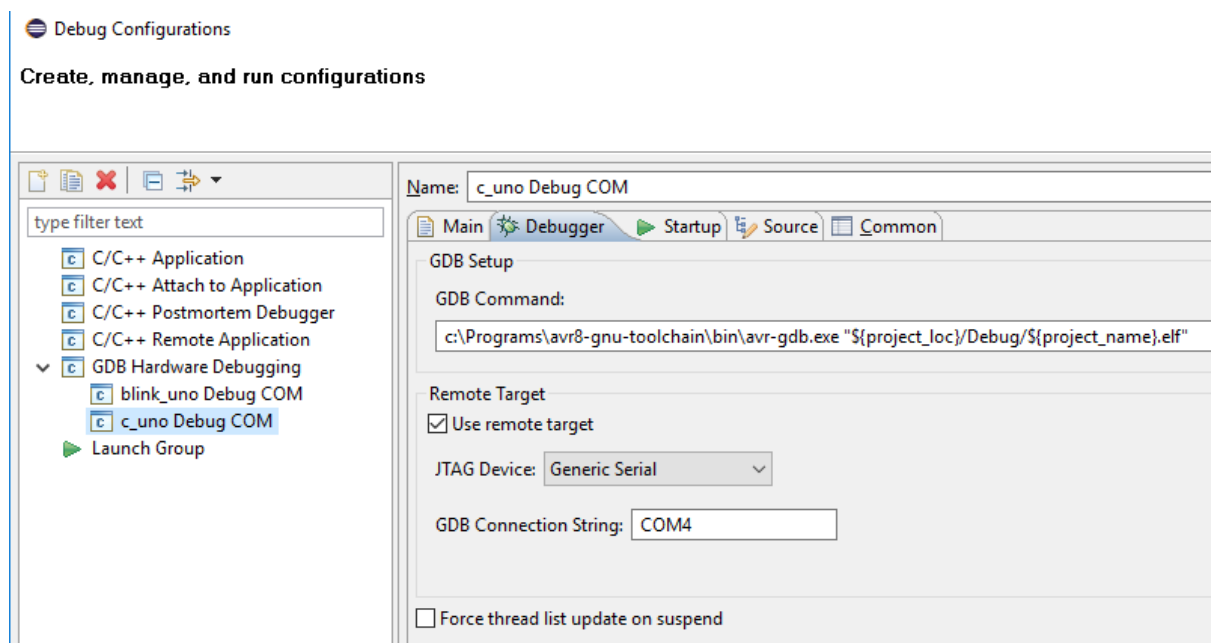 Debug Configurations
Create, manage, and run configurations
type filter text
C/C++ Application
C/C++ Attach to Application
C/C++ Postmortem Debugger
C/C++ Remote Application
GDB Hardware Debugging
blink_uno Debug COM
c_uno Debug COM
Launch Group
Name: c_uno Debug COM
Main Debugger Startup Source Common
GDB Setup
GDB Command:
c:\Programs\avr8-gnu-toolchain\bin\avr-gdb.exe "${project_loc}/Debug/${project_name}.elf"
Remote Target
Use remote target
JTAG Device: Generic Serial
GDB Connection String: COM4
Force thread list update on suspend